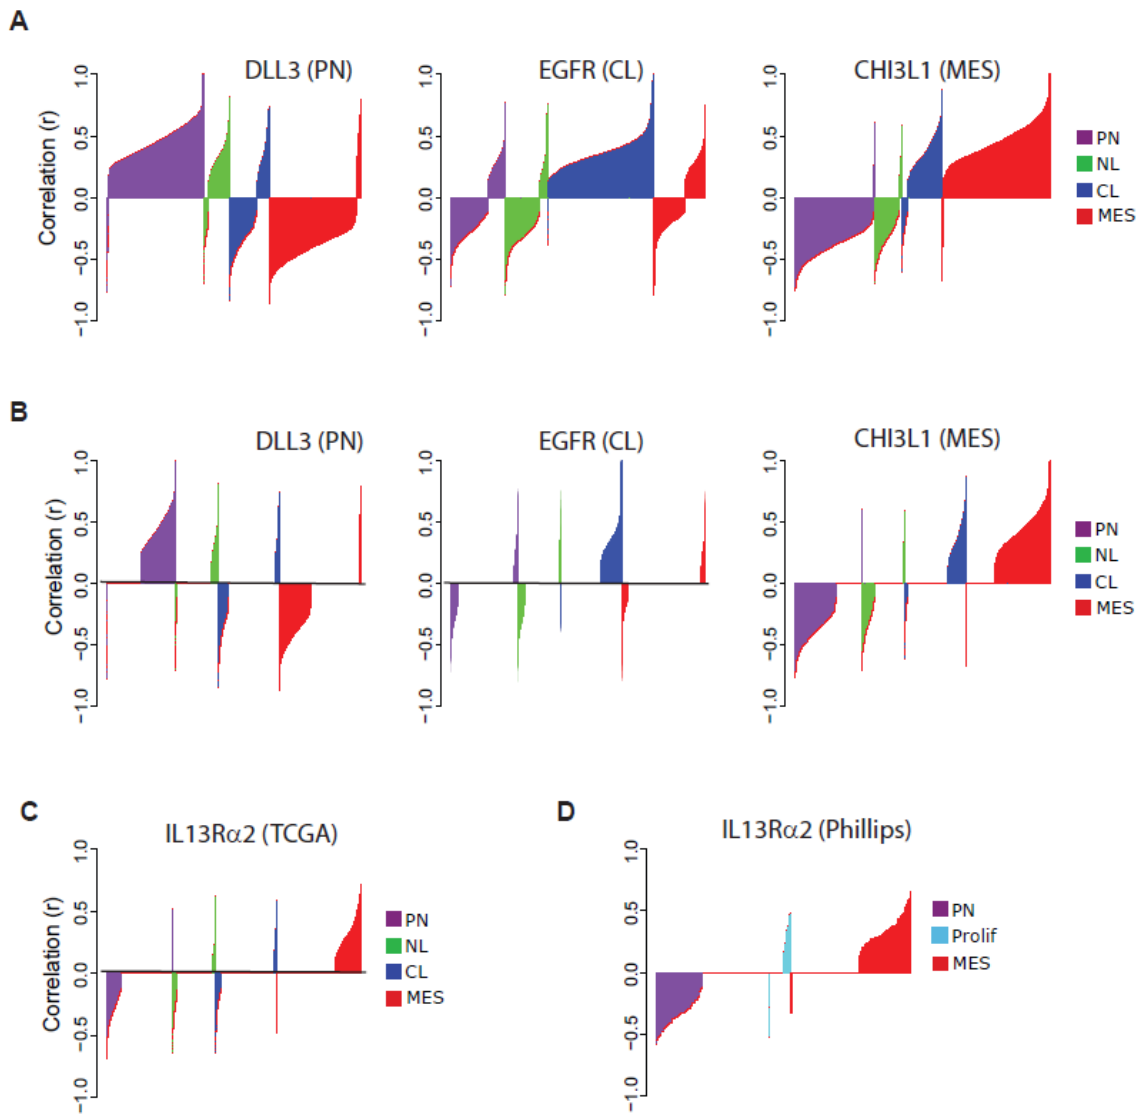 A
DLL3 (PN)
EGFR (CL)
CHI3L1 (MES)
Correlation (r)
1.0
0.5
0.0
−0.5
−1.0
1.0
0.5
0.0
−0.5
−1.0
1.0
0.5
0.0
−0.5
−1.0
PN
NL
CL
MES
B
DLL3 (PN)
EGFR (CL)
CHI3L1 (MES)
Correlation (r)
1.0
0.5
0.0
−0.5
−1.0
1.0
0.5
0.0
−0.5
−1.0
1.0
0.5
0.0
−0.5
−1.0
PN
NL
CL
MES
C
IL13Rα2 (TCGA)
Correlation (r)
1.0
0.5
0.0
−0.5
−1.0
PN
NL
CL
MES
D
IL13Rα2 (Phillips)
1.0
0.5
0.0
−0.5
−1.0
PN
Prolif
MES